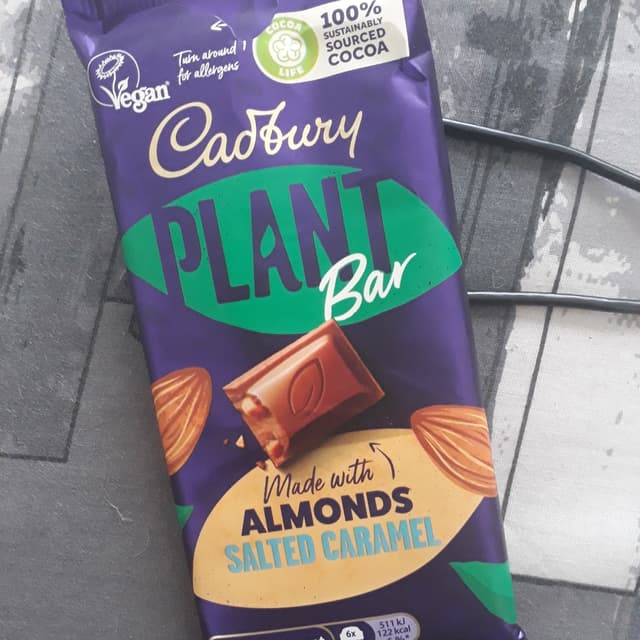 100%
SUSTAINABLY
SOURCED
COCOA
COCOA
LIFE
Turn around
for allergens
Vegan
Cadbury
PLANT
Bar
Made with
ALMONDS
SALTED CARAMEL
6x
511 kJ
122 kcal